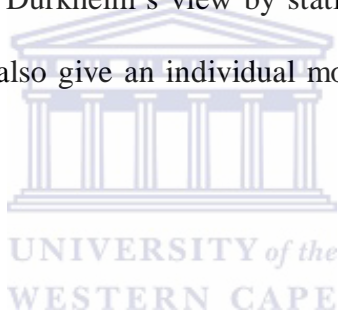 Durkheim's view by
also give an individual
UNIVERSITY of the
WESTERN CAPE